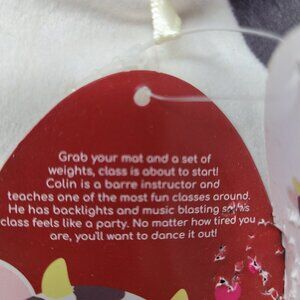 Grab your mat and a set of
weights, class is about to start!
Colin is a barre instructor and
teaches one of the most fun classes around.
He has backlights and music blasting so his
class feels like a party. No matter how tired you
are, you'll want to dance it out!